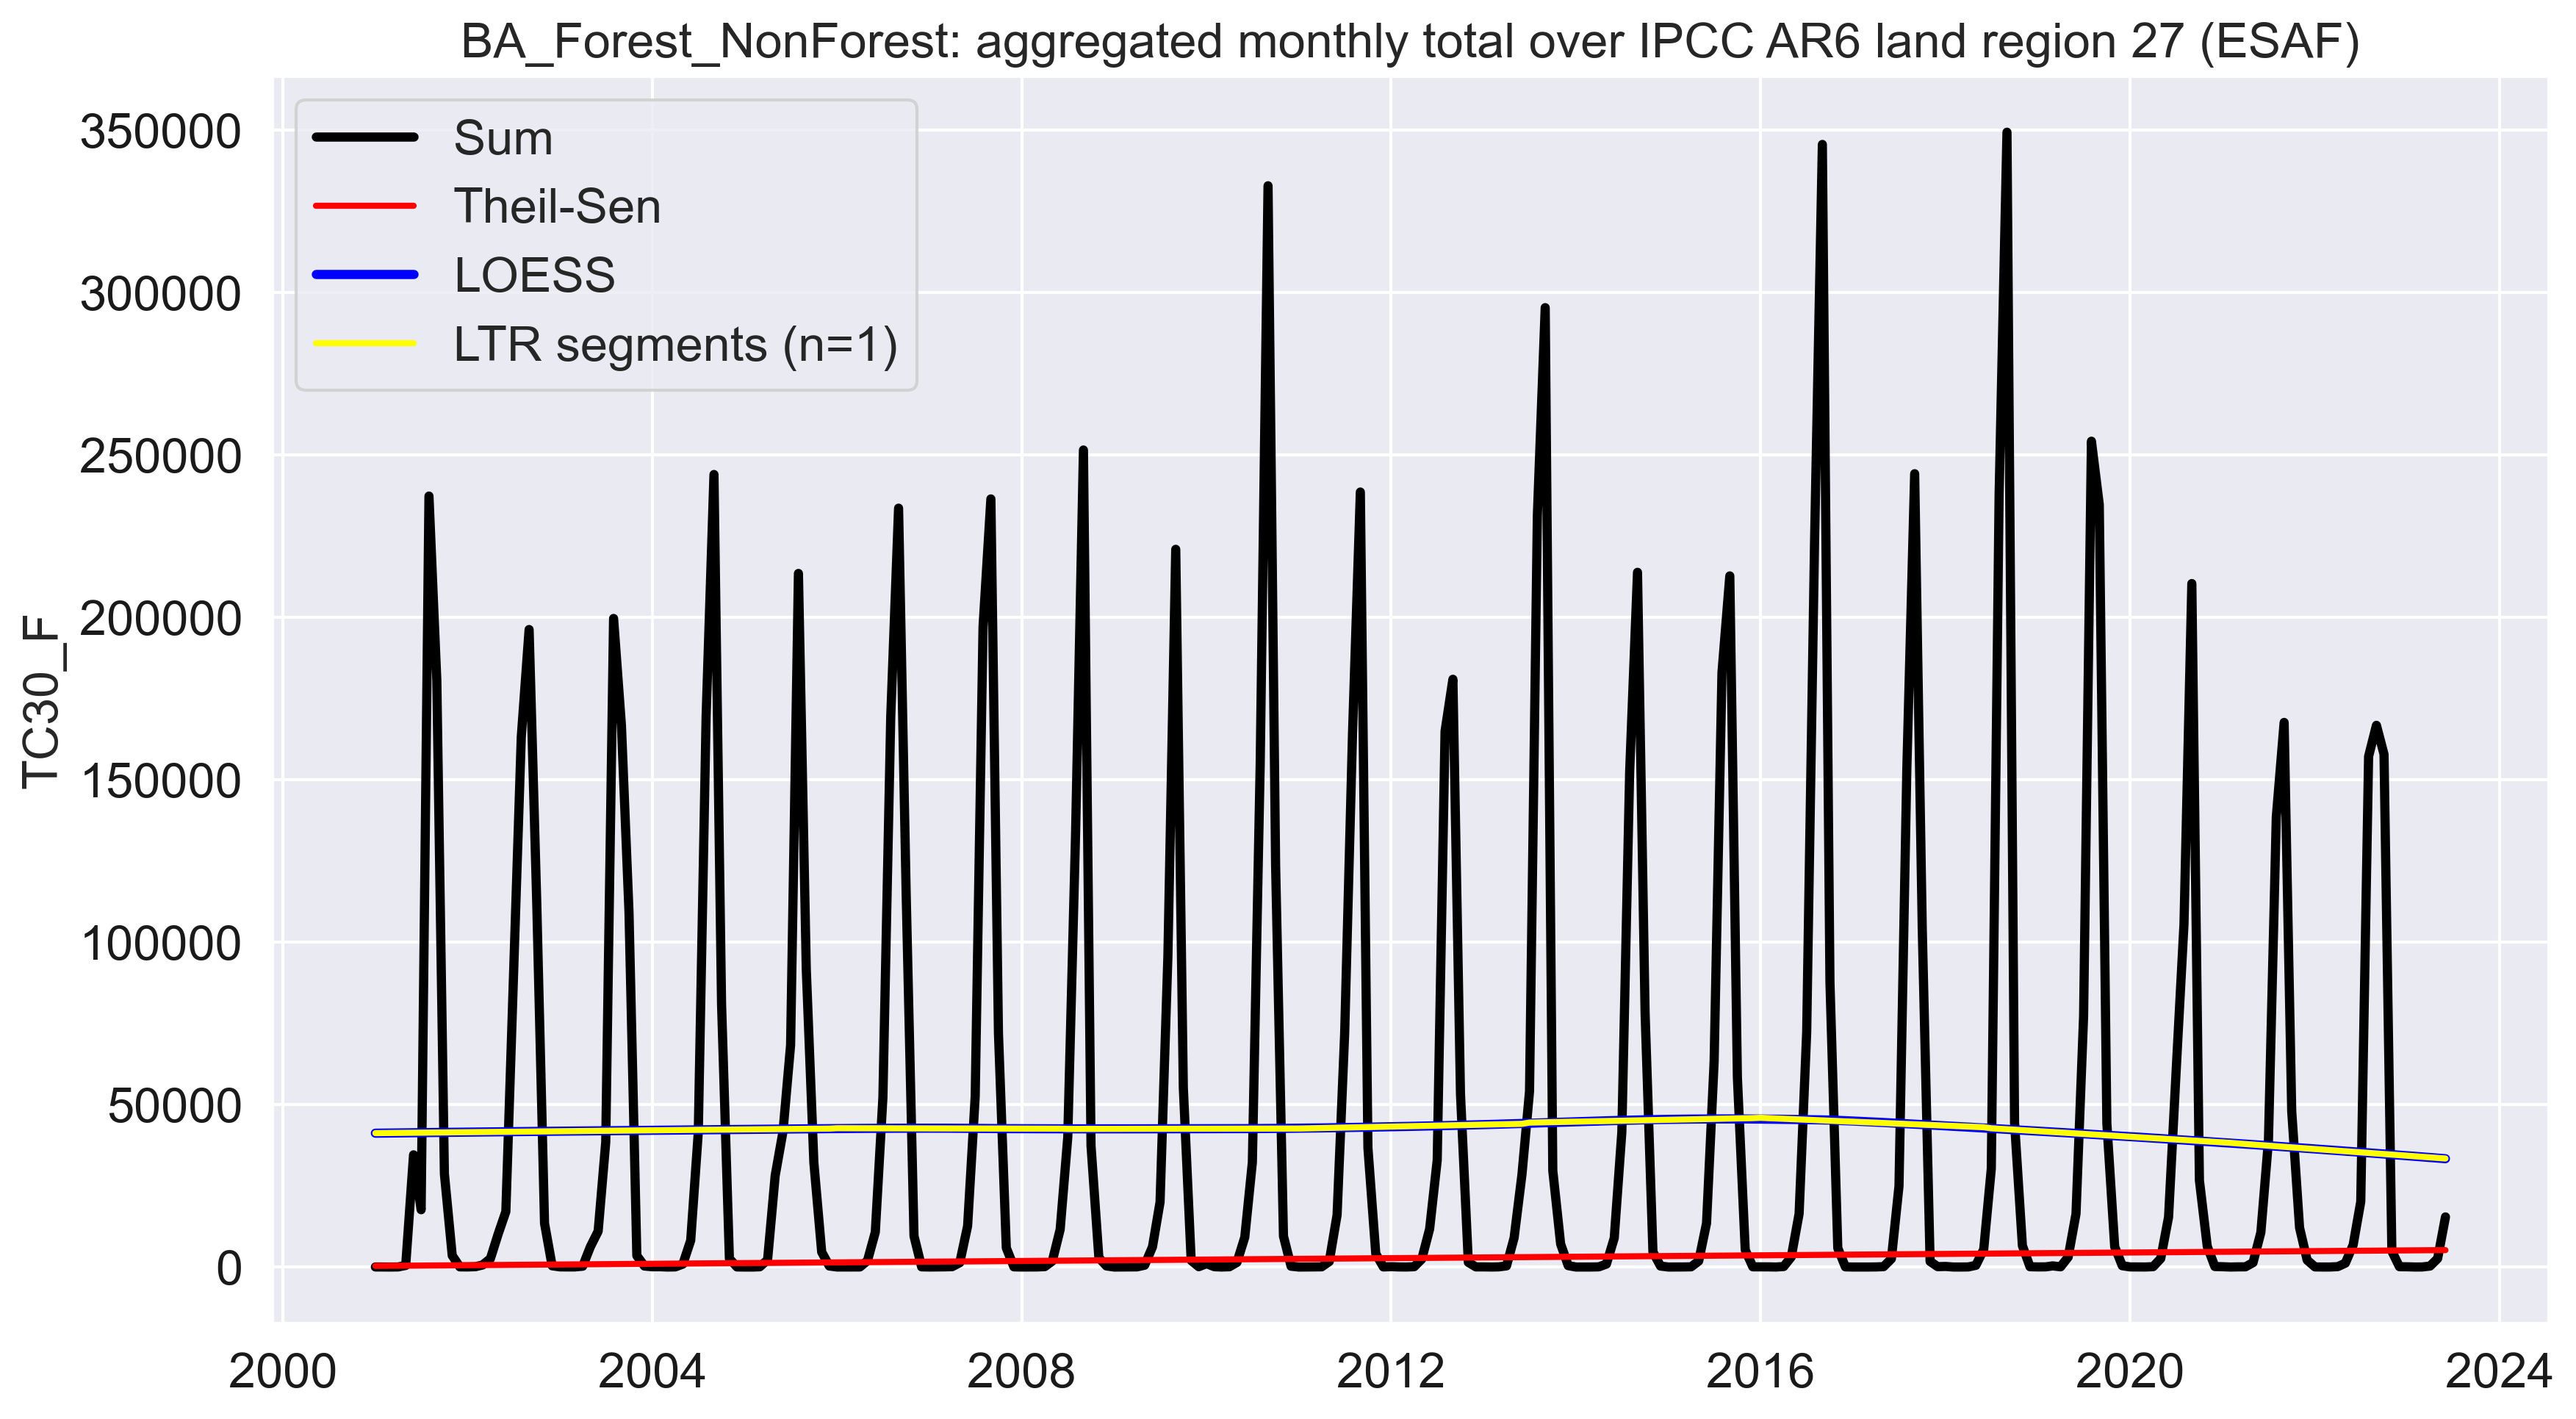 BA_Forest_NonForest: aggregated monthly total over IPCC AR6 land region 27 (ESAF)
Sum
Theil-Sen
LOESS
LTR segments (n=1)
TC30_F
350000
300000
250000
200000
150000
100000
50000
0
2000 2004 2008 2012 2016 2020 2024